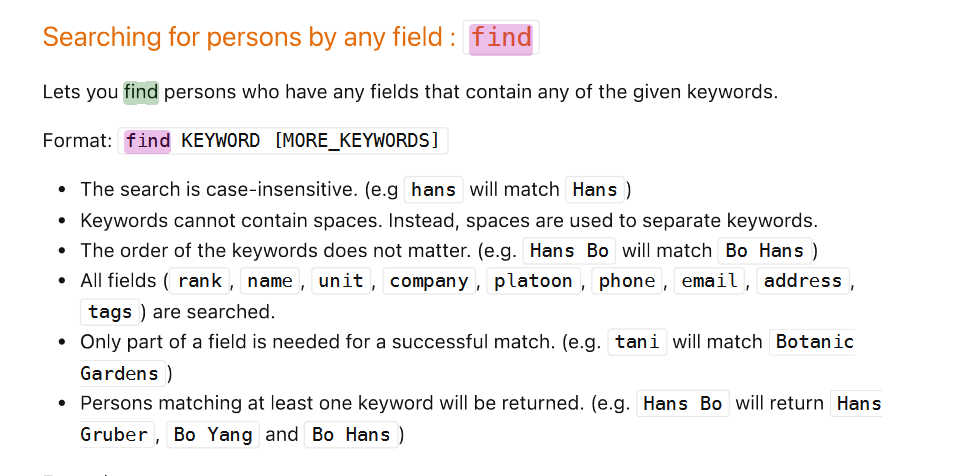 Searching for persons by any field : find
Lets you find persons who have any fields that contain any of the given keywords.
Format: find KEYWORD [MORE_KEYWORDS]
• The search is case-insensitive. (e.g hans will match Hans )
• Keywords cannot contain spaces. Instead, spaces are used to separate keywords.
• The order of the keywords does not matter. (e.g. Hans Bo will match Bo Hans )
• All fields ( rank , name , unit , company , platoon , phone , email , address ,
tags ) are searched.
• Only part of a field is needed for a successful match. (e.g. tani will match Botanic
Gardens )
• Persons matching at least one keyword will be returned. (e.g. Hans Bo will return Hans
Gruber , Bo Yang and Bo Hans )